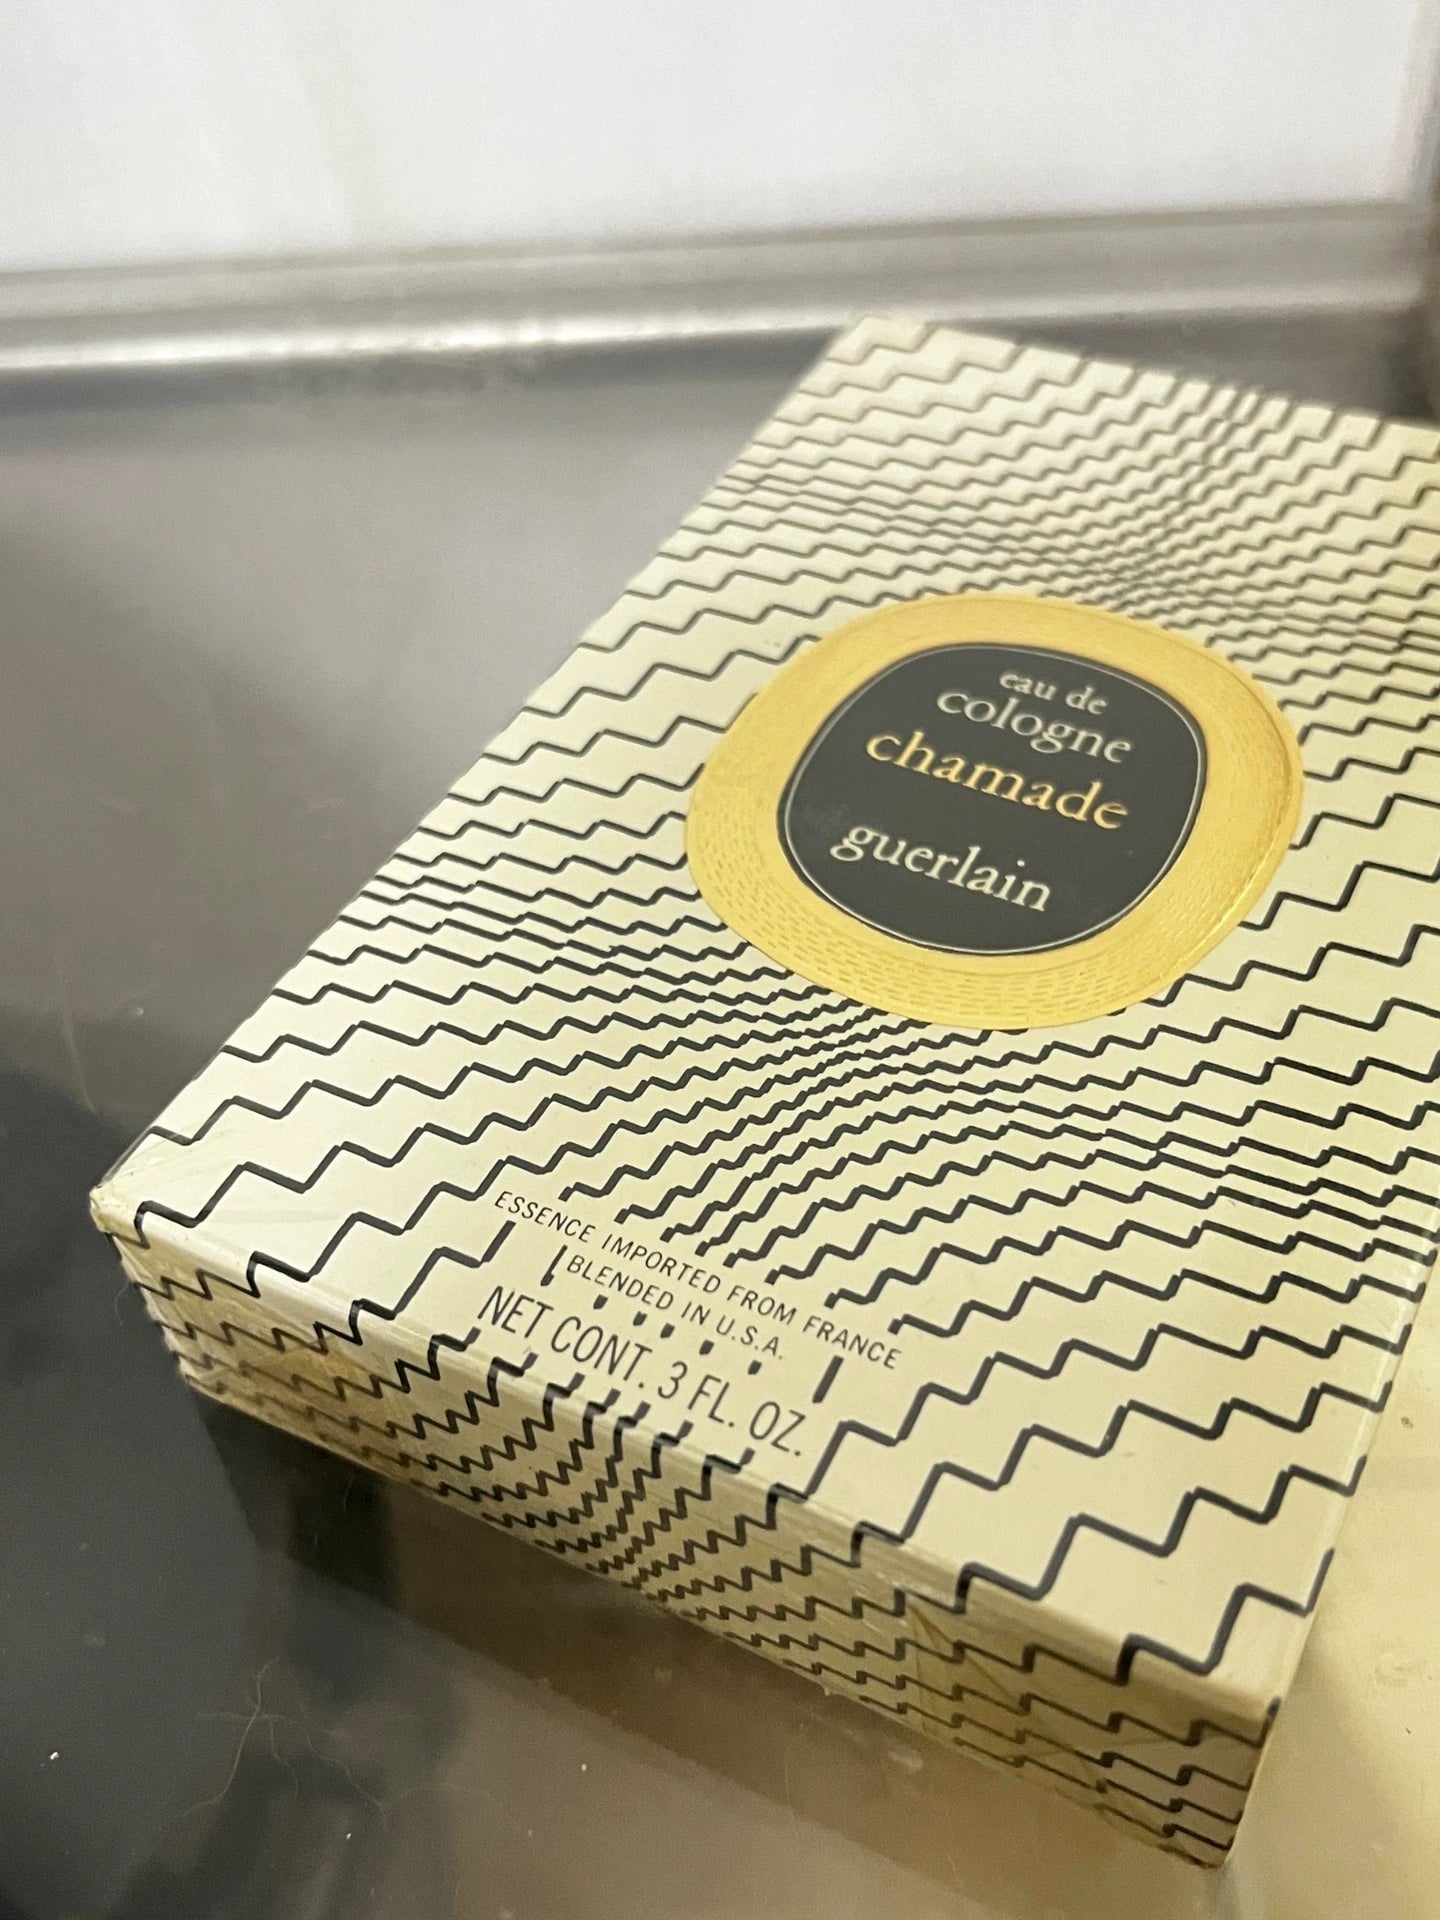 eau de
cologne
chamade
guerlain
ESSENCE IMPORTED FROM FRANCE
BLENDED IN U.S.A.
NET CONT. 3 FL. OZ.